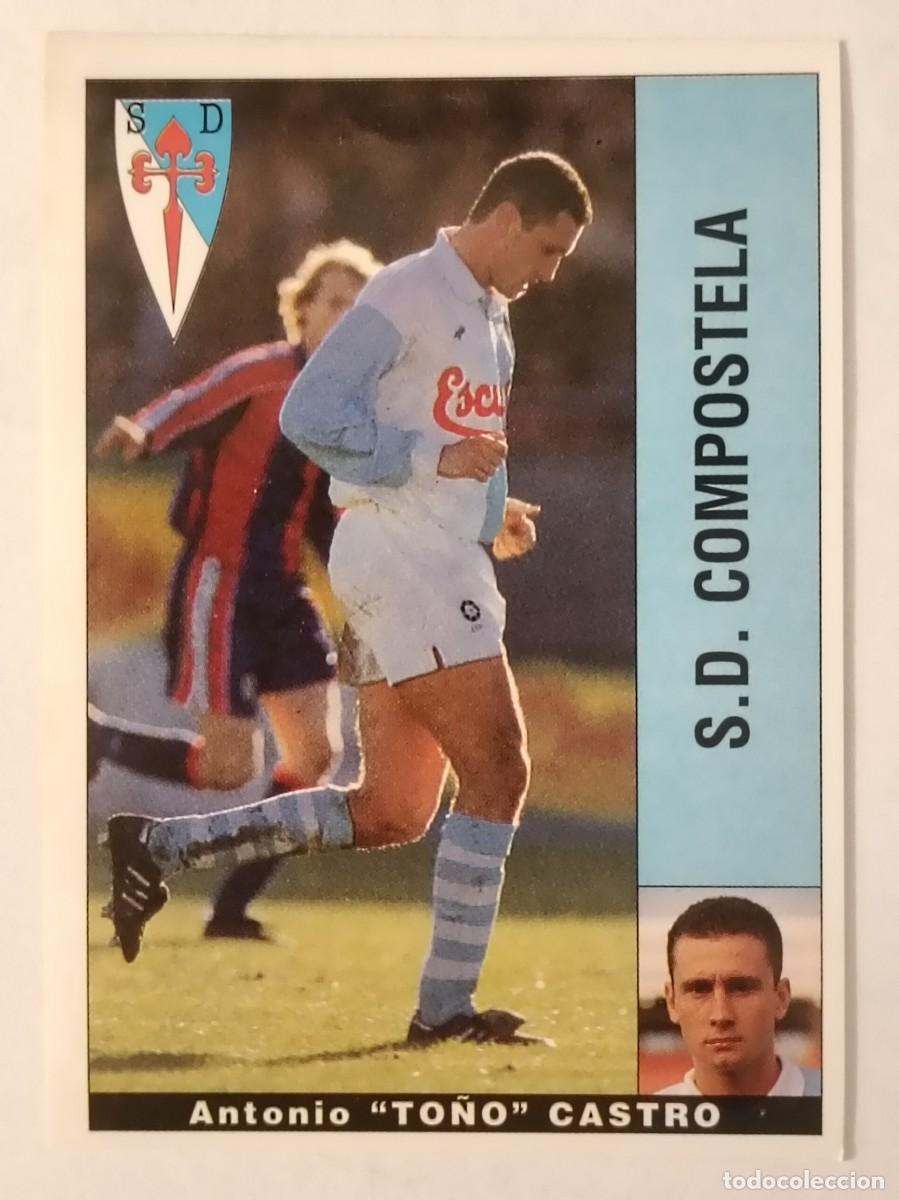 S D
Escu
S.D. COMPOSTELA
Antonio “TOÑO” CASTRO
todocoleccion